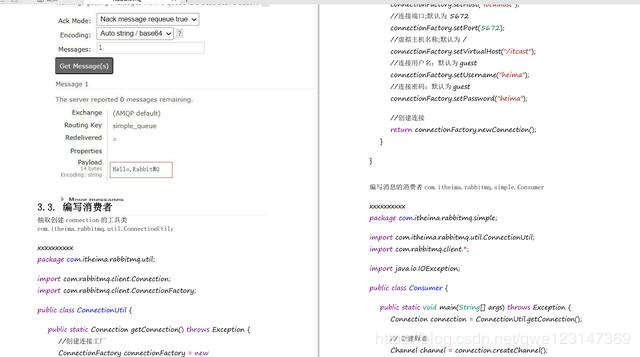 Ack Mode: Nack message requeue true
Encoding: Auto string / base64 ?
Messages: 1
Get Message(s)
Message 1
The server reported 0 messages remaining.
Exchange (AMQP default)
Routing Key simple_queue
Redelivered
Properties
Payload
14 bytes
Encoding: string
Hello,RabbitMQ
Move messages
3.3. 编写消费者
抽取创建 connection 的工具类
com.itheima.rabbitmq.util.ConnectionUtil;
xxxxxxxxxx
package com.itheima.rabbitmq.util;
import com.rabbitmq.client.Connection;
import com.rabbitmq.client.ConnectionFactory;
public class ConnectionUtil {
public static Connection getConnection() throws Exception {
//创建连接工厂
ConnectionFactory connectionFactory = new
connectionFactory.setHost("localhost");
//连接端口;默认为 5672
connectionFactory.setPort(5672);
//虚拟主机名称;默认为 /
connectionFactory.setVirtualHost("/itcast");
//连接用户名；默认为guest
connectionFactory.setUsername("heima");
//连接密码；默认为guest
connectionFactory.setPassword("heima");
//创建连接
return connectionFactory.newConnection();
}
}
编写消息的消费者 com.itheima.rabbitmq.simple.Consumer
xxxxxxxxxx
package com.itheima.rabbitmq.simple;
import com.itheima.rabbitmq.util.ConnectionUtil;
import com.rabbitmq.client.*;
import java.io.IOException;
public class Consumer {
public static void main(String[] args) throws Exception {
Connection connection = ConnectionUtil.getConnection();
// 创建频道
Channel channel = connection.createChannel();
https://blog.csdn.net/qwe123147369